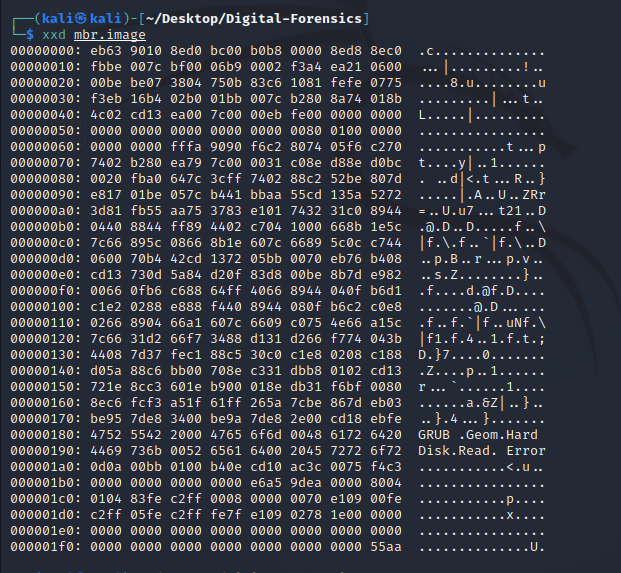 ┌──(kali㉿kali)-[~/Desktop/Digital-Forensics]
└─$ xxd mbr.image
00000000: eb63 9010 8ed0 bc00 b0b8 0000 8ed8 8ec0  .c..............
00000010: fbbe 007c bf00 06b9 0002 f3a4 ea21 0600  ...|.........!..
00000020: 00be be07 3804 750b 83c6 1081 fefe 0775  ....8.u........u
00000030: f3eb 16b4 02b0 01bb 007c b280 8a74 018b  .........|...t..
00000040: 4c02 cd13 ea00 7c00 00eb fe00 0000 0000  L.....|.........
00000050: 0000 0000 0000 0000 0000 0080 0100 0000  ................
00000060: 0000 0000 fffa 9090 f6c2 8074 05f6 c270  ...........t...p
00000070: 7402 b280 ea79 7c00 0031 c08e d88e d0bc  t....y|..1......
00000080: 0020 fba0 647c 3cff 7402 88c2 52be 807d  . ..d|<.t...R..}
00000090: e817 01be 057c b441 bbaa 55cd 135a 5272  .....|.A..U..ZRr
000000a0: 3d81 fb55 aa75 3783 e101 7432 31c0 8944  =..U.u7...t21..D
000000b0: 0440 8844 ff89 4402 c704 1000 668b 1e5c  .@.D..D.....f..\
000000c0: 7c66 895c 0866 8b1e 607c 6689 5c0c c744  |f.\.f..`|f.\..D
000000d0: 0600 70b4 42cd 1372 05bb 0070 eb76 b408  ..p.B..r...p.v..
000000e0: cd13 730d 5a84 d20f 83d8 00be 8b7d e982  ..s.Z........}..
000000f0: 0066 0fb6 c688 64ff 4066 8944 040f b6d1  .f....d.@f.D....
00000100: c1e2 0288 e888 f440 8944 080f b6c2 c0e8  .......@.D......
00000110: 0266 8904 66a1 607c 6609 c075 4e66 a15c  .f..f.`|f..uNf.\
00000120: 7c66 31d2 66f7 3488 d131 d266 f774 043b  |f1.f.4..1.f.t.;
00000130: 4408 7d37 fec1 88c5 30c0 c1e8 0208 c188  D.}7....0.......
00000140: d05a 88c6 bb00 708e c331 dbb8 0102 cd13  .Z....p..1......
00000150: 721e 8cc3 601e b900 018e db31 f6bf 0080  r...`......1....
00000160: 8ec6 fcf3 a51f 61ff 265a 7cbe 867d eb03  ......a.&Z|..}..
00000170: be95 7de8 3400 be9a 7de8 2e00 cd18 ebfe  ..}.4...}.......
00000180: 4752 5542 2000 4765 6f6d 0048 6172 6420  GRUB .Geom.Hard
00000190: 4469 736b 0052 6561 6400 2045 7272 6f72  Disk.Read. Error
000001a0: 0d0a 00bb 0100 b40e cd10 ac3c 0075 f4c3  ...........<.u..
000001b0: 0000 0000 0000 0000 e6a5 9dea 0000 8004  ................
000001c0: 0104 83fe c2ff 0008 0000 0070 e109 00fe  ...........p....
000001d0: c2ff 05fe c2ff fe7f e109 0278 1e00 0000  ...........x....
000001e0: 0000 0000 0000 0000 0000 0000 0000 0000  ................
000001f0: 0000 0000 0000 0000 0000 0000 0000 55aa  ..............U.